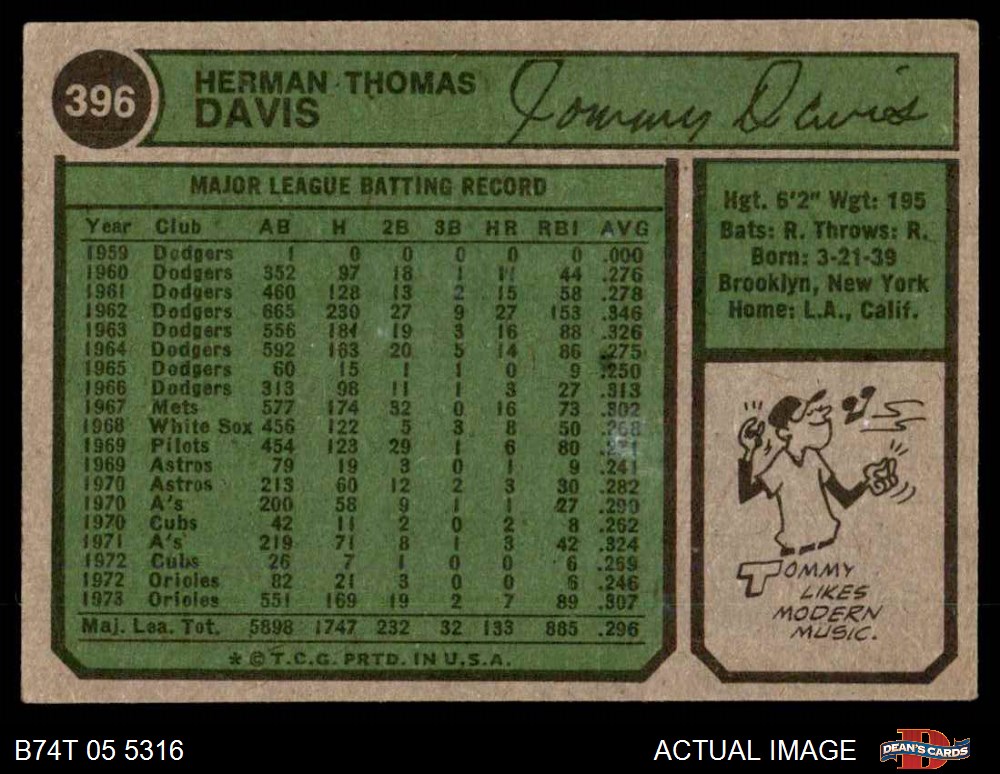 396
HERMAN THOMAS
DAVIS
Tommy Davis
MAJOR LEAGUE BATTING RECORD
Year Club AB H 2B 3B HR RBI AVG
1959 Dodgers 1 0 0 0 0 0 .000
1960 Dodgers 352 97 18 1 11 44 .276
1961 Dodgers 460 128 13 2 15 58 .278
1962 Dodgers 665 230 27 9 27 153 .346
1963 Dodgers 556 181 19 3 16 88 .326
1964 Dodgers 592 163 20 5 14 86 .275
1965 Dodgers 60 15 1 1 0 9 .250
1966 Dodgers 313 98 11 1 3 27 .313
1967 Mets 577 174 32 0 16 73 .302
1968 White Sox 456 122 5 3 8 50 .268
1969 Pilots 454 123 29 1 6 80 .271
1969 Astros 79 19 3 0 1 9 .241
1970 Astros 213 60 12 2 3 30 .282
1970 A's 200 58 9 1 1 27 .290
1970 Cubs 42 11 2 0 2 8 .262
1971 A's 219 71 8 1 3 42 .324
1972 Cubs 26 7 1 0 0 6 .269
1972 Orioles 82 21 3 0 0 6 .246
1973 Orioles 551 169 19 2 7 89 .307
Maj. Lea. Tot. 5898 1747 232 32 133 885 .296
* © T.C.G. PRTD. IN U.S.A.
Hgt. 6'2" Wgt: 195
Bats: R. Throws: R.
Born: 3-21-39
Brooklyn, New York
Home: L.A., Calif.
TOMMY
LIKES
MODERN
MUSIC.
B74T 05 5316
ACTUAL IMAGE
DEAN'S CARDS